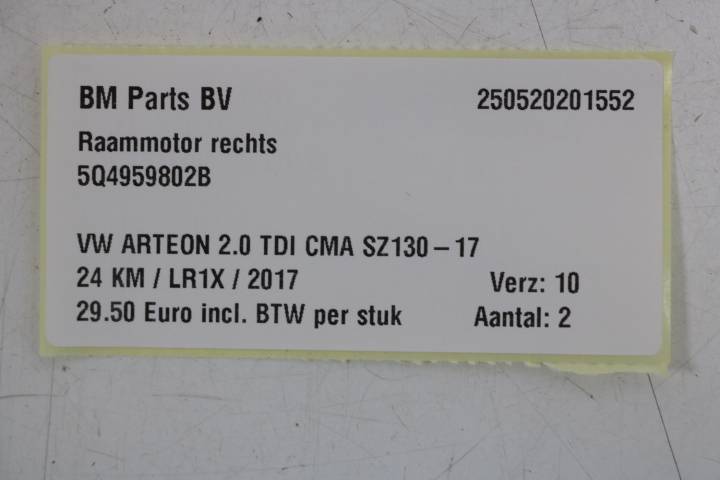 BM Parts BV 250520201552
Raammotor rechts
5Q4959802B
VW ARTEON 2.0 TDI CMA SZ130 – 17
24 KM / LR1X / 2017 Verz: 10
29.50 Euro incl. BTW per stuk Aantal: 2